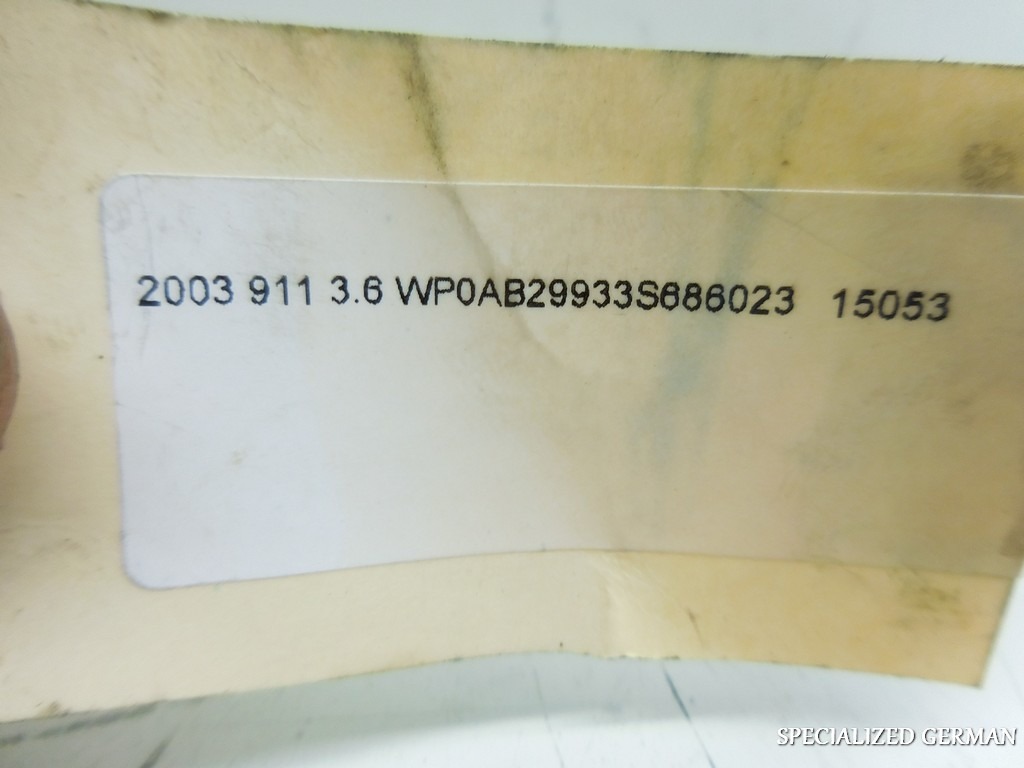 2003 911 3.6 WP0AB29933S686023 15053
SPECIALIZED GERMAN